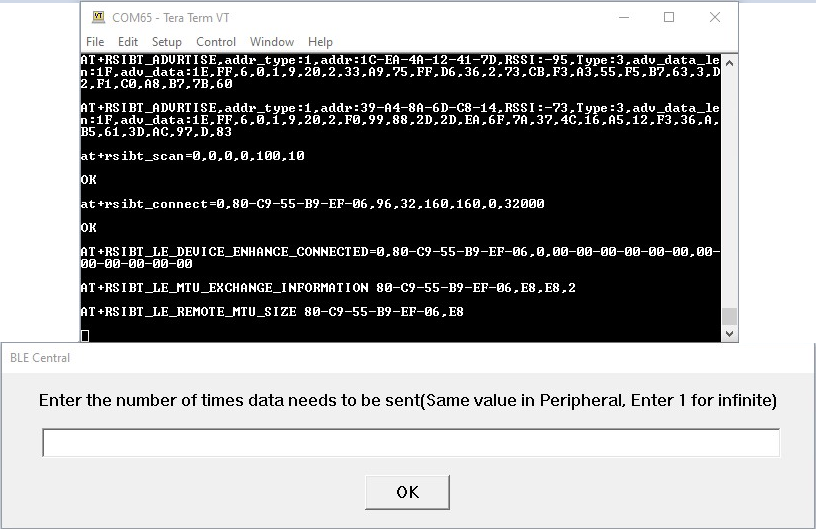 COM65 - Tera Term VT
File Edit Setup Control Window Help
AT+RSIBT_ADVRTISE,addr_type:1,addr:1C-EA-4A-12-41-7D,RSSI:-95,Type:3,adv_data_le
n:1F,adv_data:1E,FF,6,0,1,9,20,2,33,A9,75,FF,D6,36,2,73,CB,F3,A3,55,F5,B7,63,3,D
2,F1,C0,A8,B7,7B,60
AT+RSIBT_ADVRTISE,addr_type:1,addr:39-A4-8A-6D-C8-14,RSSI:-73,Type:3,adv_data_le
n:1F,adv_data:1E,FF,6,0,1,9,20,2,F0,99,88,2D,2D,EA,6F,7A,37,4C,16,A5,12,F3,36,A,
B5,61,3D,AC,97,D,83
at+rsibt_scan=0,0,0,0,100,10
OK
at+rsibt_connect=0,80-C9-55-B9-EF-06,96,32,160,160,0,32000
OK
AT+RSIBT_LE_DEVICE_ENHANCE_CONNECTED=0,80-C9-55-B9-EF-06,0,00-00-00-00-00-00,00-
00-00-00-00-00
AT+RSIBT_LE_MTU_EXCHANGE_INFORMATION 80-C9-55-B9-EF-06,E8,E8,2
AT+RSIBT_LE_REMOTE_MTU_SIZE 80-C9-55-B9-EF-06,E8
BLE Central
Enter the number of times data needs to be sent(Same value in Peripheral, Enter 1 for infinite)
OK